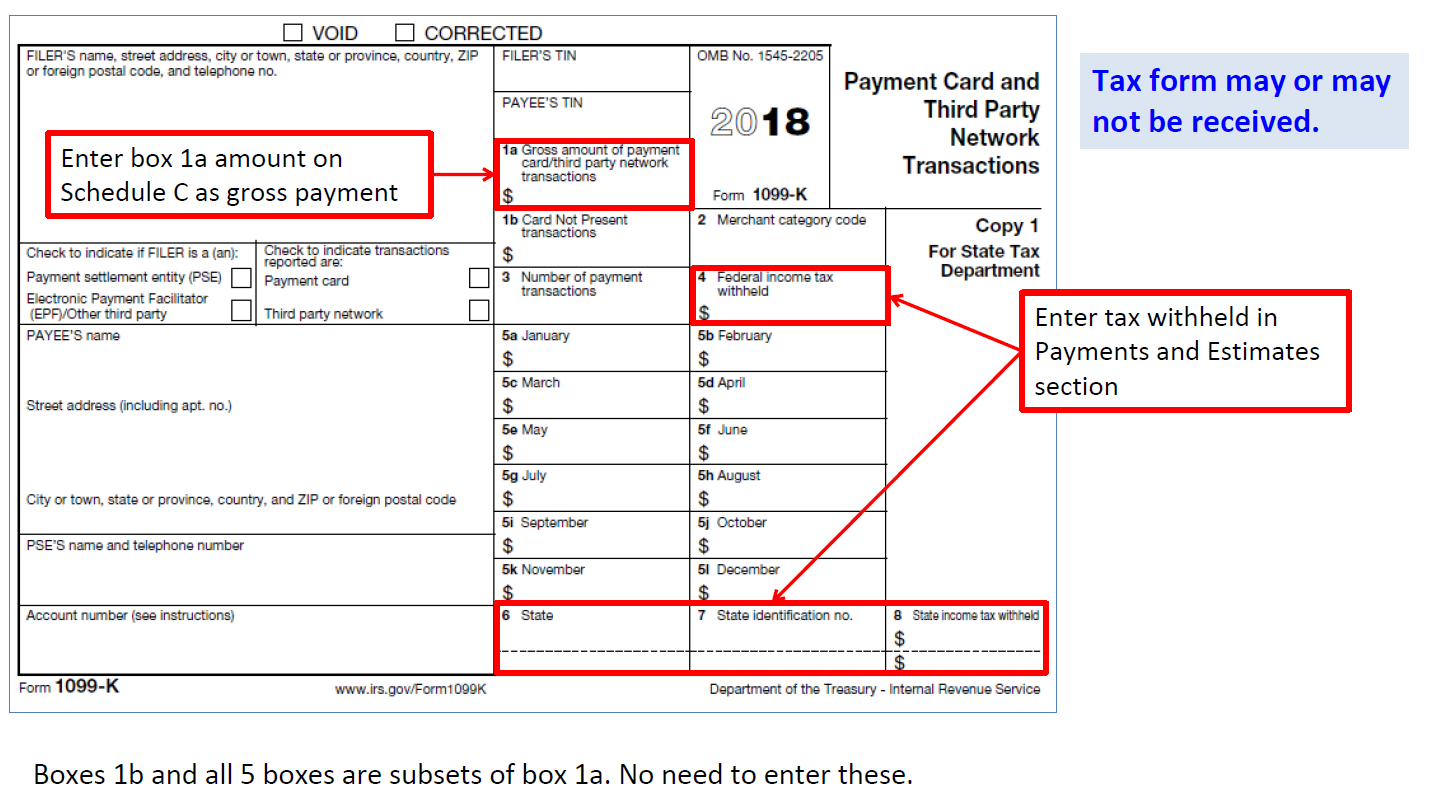 VOID
CORRECTED
FILER'S name, street address, city or town, state or province, country, ZIP
or foreign postal code, and telephone no.
FILER'S TIN
OMB No. 1545-2205
PAYEE'S TIN
2018
Form 1099-K
Payment Card and
Third Party
Network
Transactions
Tax form may or may
not be received.
Enter box 1a amount on
Schedule C as gross payment
1a Gross amount of payment
card/third party network
transactions
$
1b Card Not Present
transactions
$
2 Merchant category code
Copy 1
For State Tax
Department
Check to indicate if FILER is a (an):
Payment settlement entity (PSE)
Electronic Payment Facilitator
(EPF)/Other third party
Check to indicate transactions
reported are:
Payment card
Third party network
3 Number of payment
transactions
4 Federal income tax
withheld
$
Enter tax withheld in
Payments and Estimates
section
PAYEE'S name
5a January
$
5b February
$
5c March
$
5d April
$
Street address (including apt. no.)
5e May
$
5f June
$
5g July
$
5h August
$
City or town, state or province, country, and ZIP or foreign postal code
5i September
$
5j October
$
PSE'S name and telephone number
5k November
$
5l December
$
Account number (see instructions)
6 State
7 State identification no.
8 State income tax withheld
$
$
Form 1099-K
www.irs.gov/Form1099K
Department of the Treasury - Internal Revenue Service
Boxes 1b and all 5 boxes are subsets of box 1a. No need to enter these.